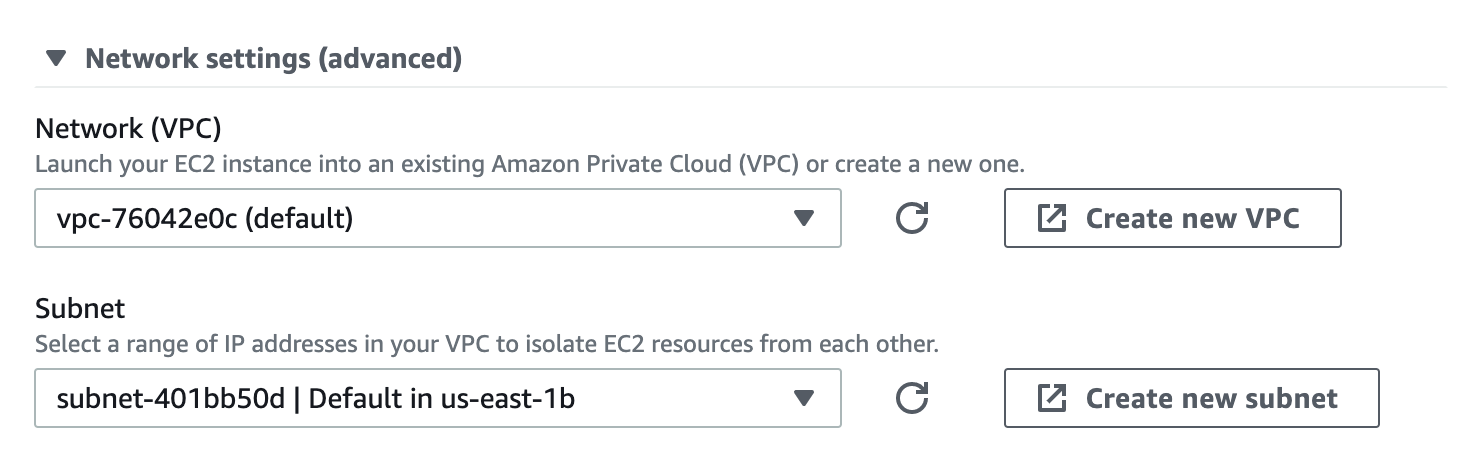 Network settings (advanced)
Network (VPC)
Launch your EC2 instance into an existing Amazon Private Cloud (VPC) or create a new one.
vpc-76042e0c (default)
Create new VPC
Subnet
Select a range of IP addresses in your VPC to isolate EC2 resources from each other.
subnet-401bb50d | Default in us-east-1b
Create new subnet